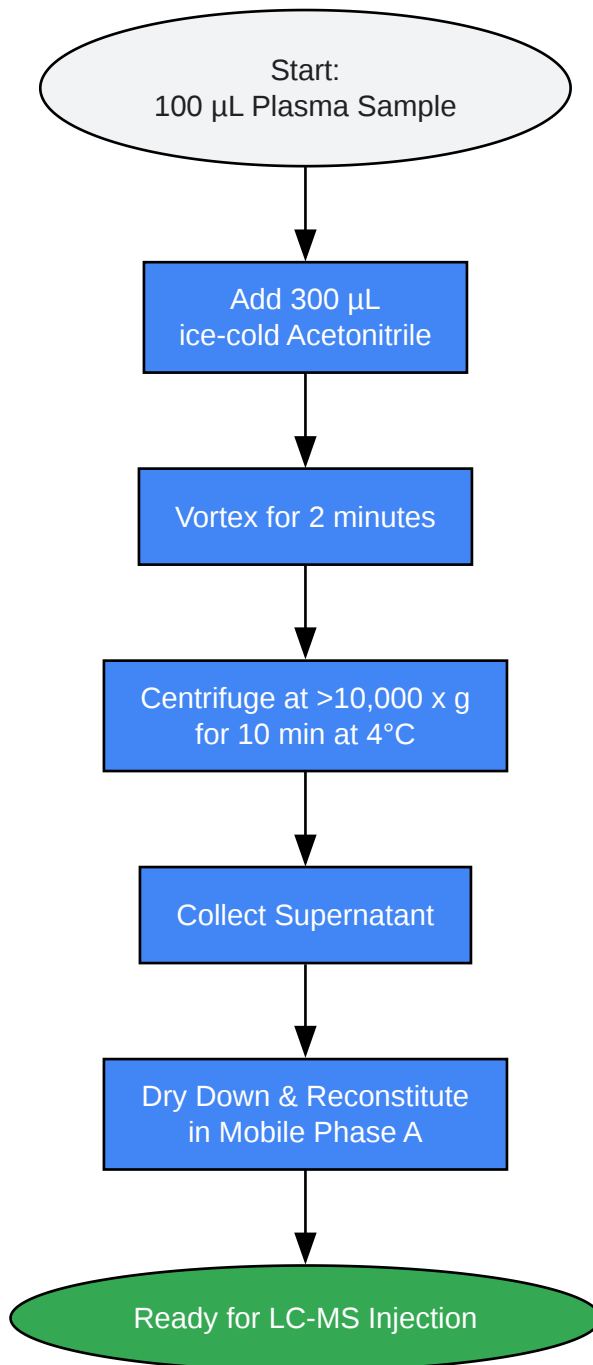 Start:
100 µL Plasma Sample
Add 300 µL
ice-cold Acetonitrile
Vortex for 2 minutes
Centrifuge at >10,000 x g
for 10 min at 4°C
Collect Supernatant
Dry Down & Reconstitute
in Mobile Phase A
Ready for LC-MS Injection